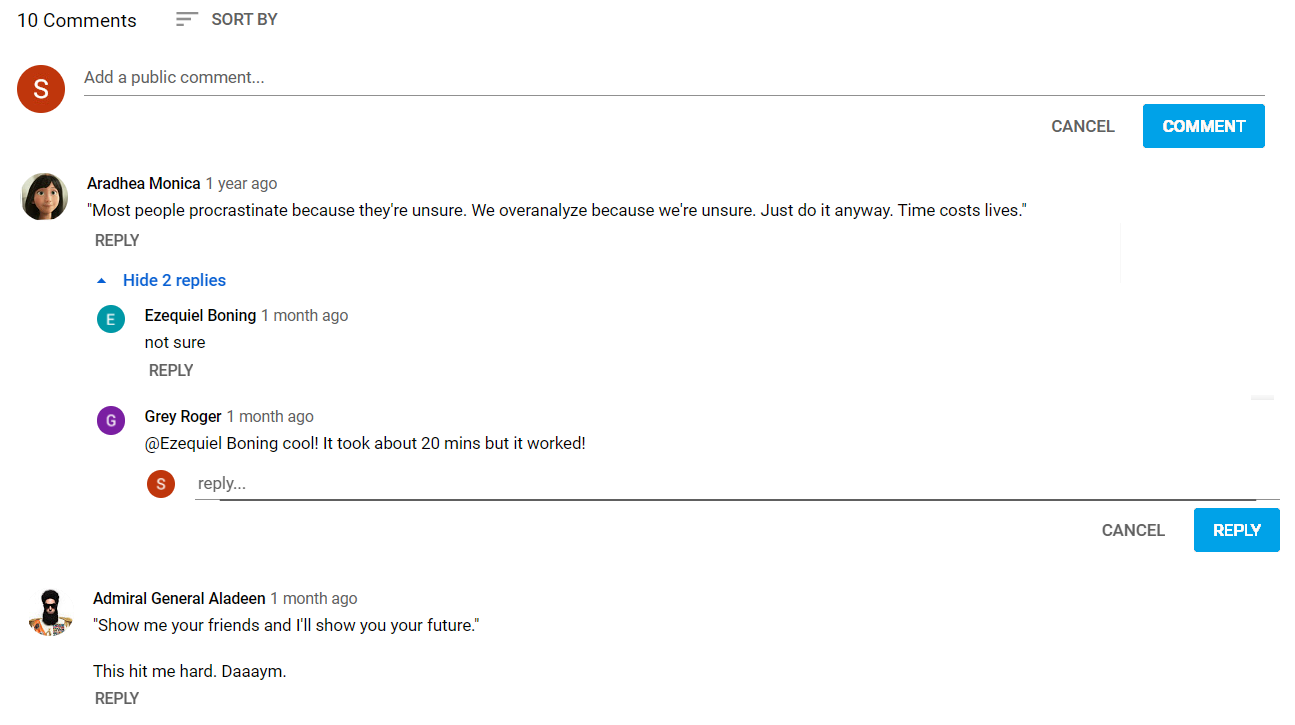 10 Comments SORT BY
S Add a public comment...
CANCEL COMMENT
Aradhea Monica 1 year ago
"Most people procrastinate because they're unsure. We overanalyze because we're unsure. Just do it anyway. Time costs lives."
REPLY
Hide 2 replies
E Ezequiel Boning 1 month ago
not sure
REPLY
G Grey Roger 1 month ago
@Ezequiel Boning cool! It took about 20 mins but it worked!
S reply...
CANCEL REPLY
Admiral General Aladeen 1 month ago
"Show me your friends and I'll show you your future."
This hit me hard. Daaaym.
REPLY